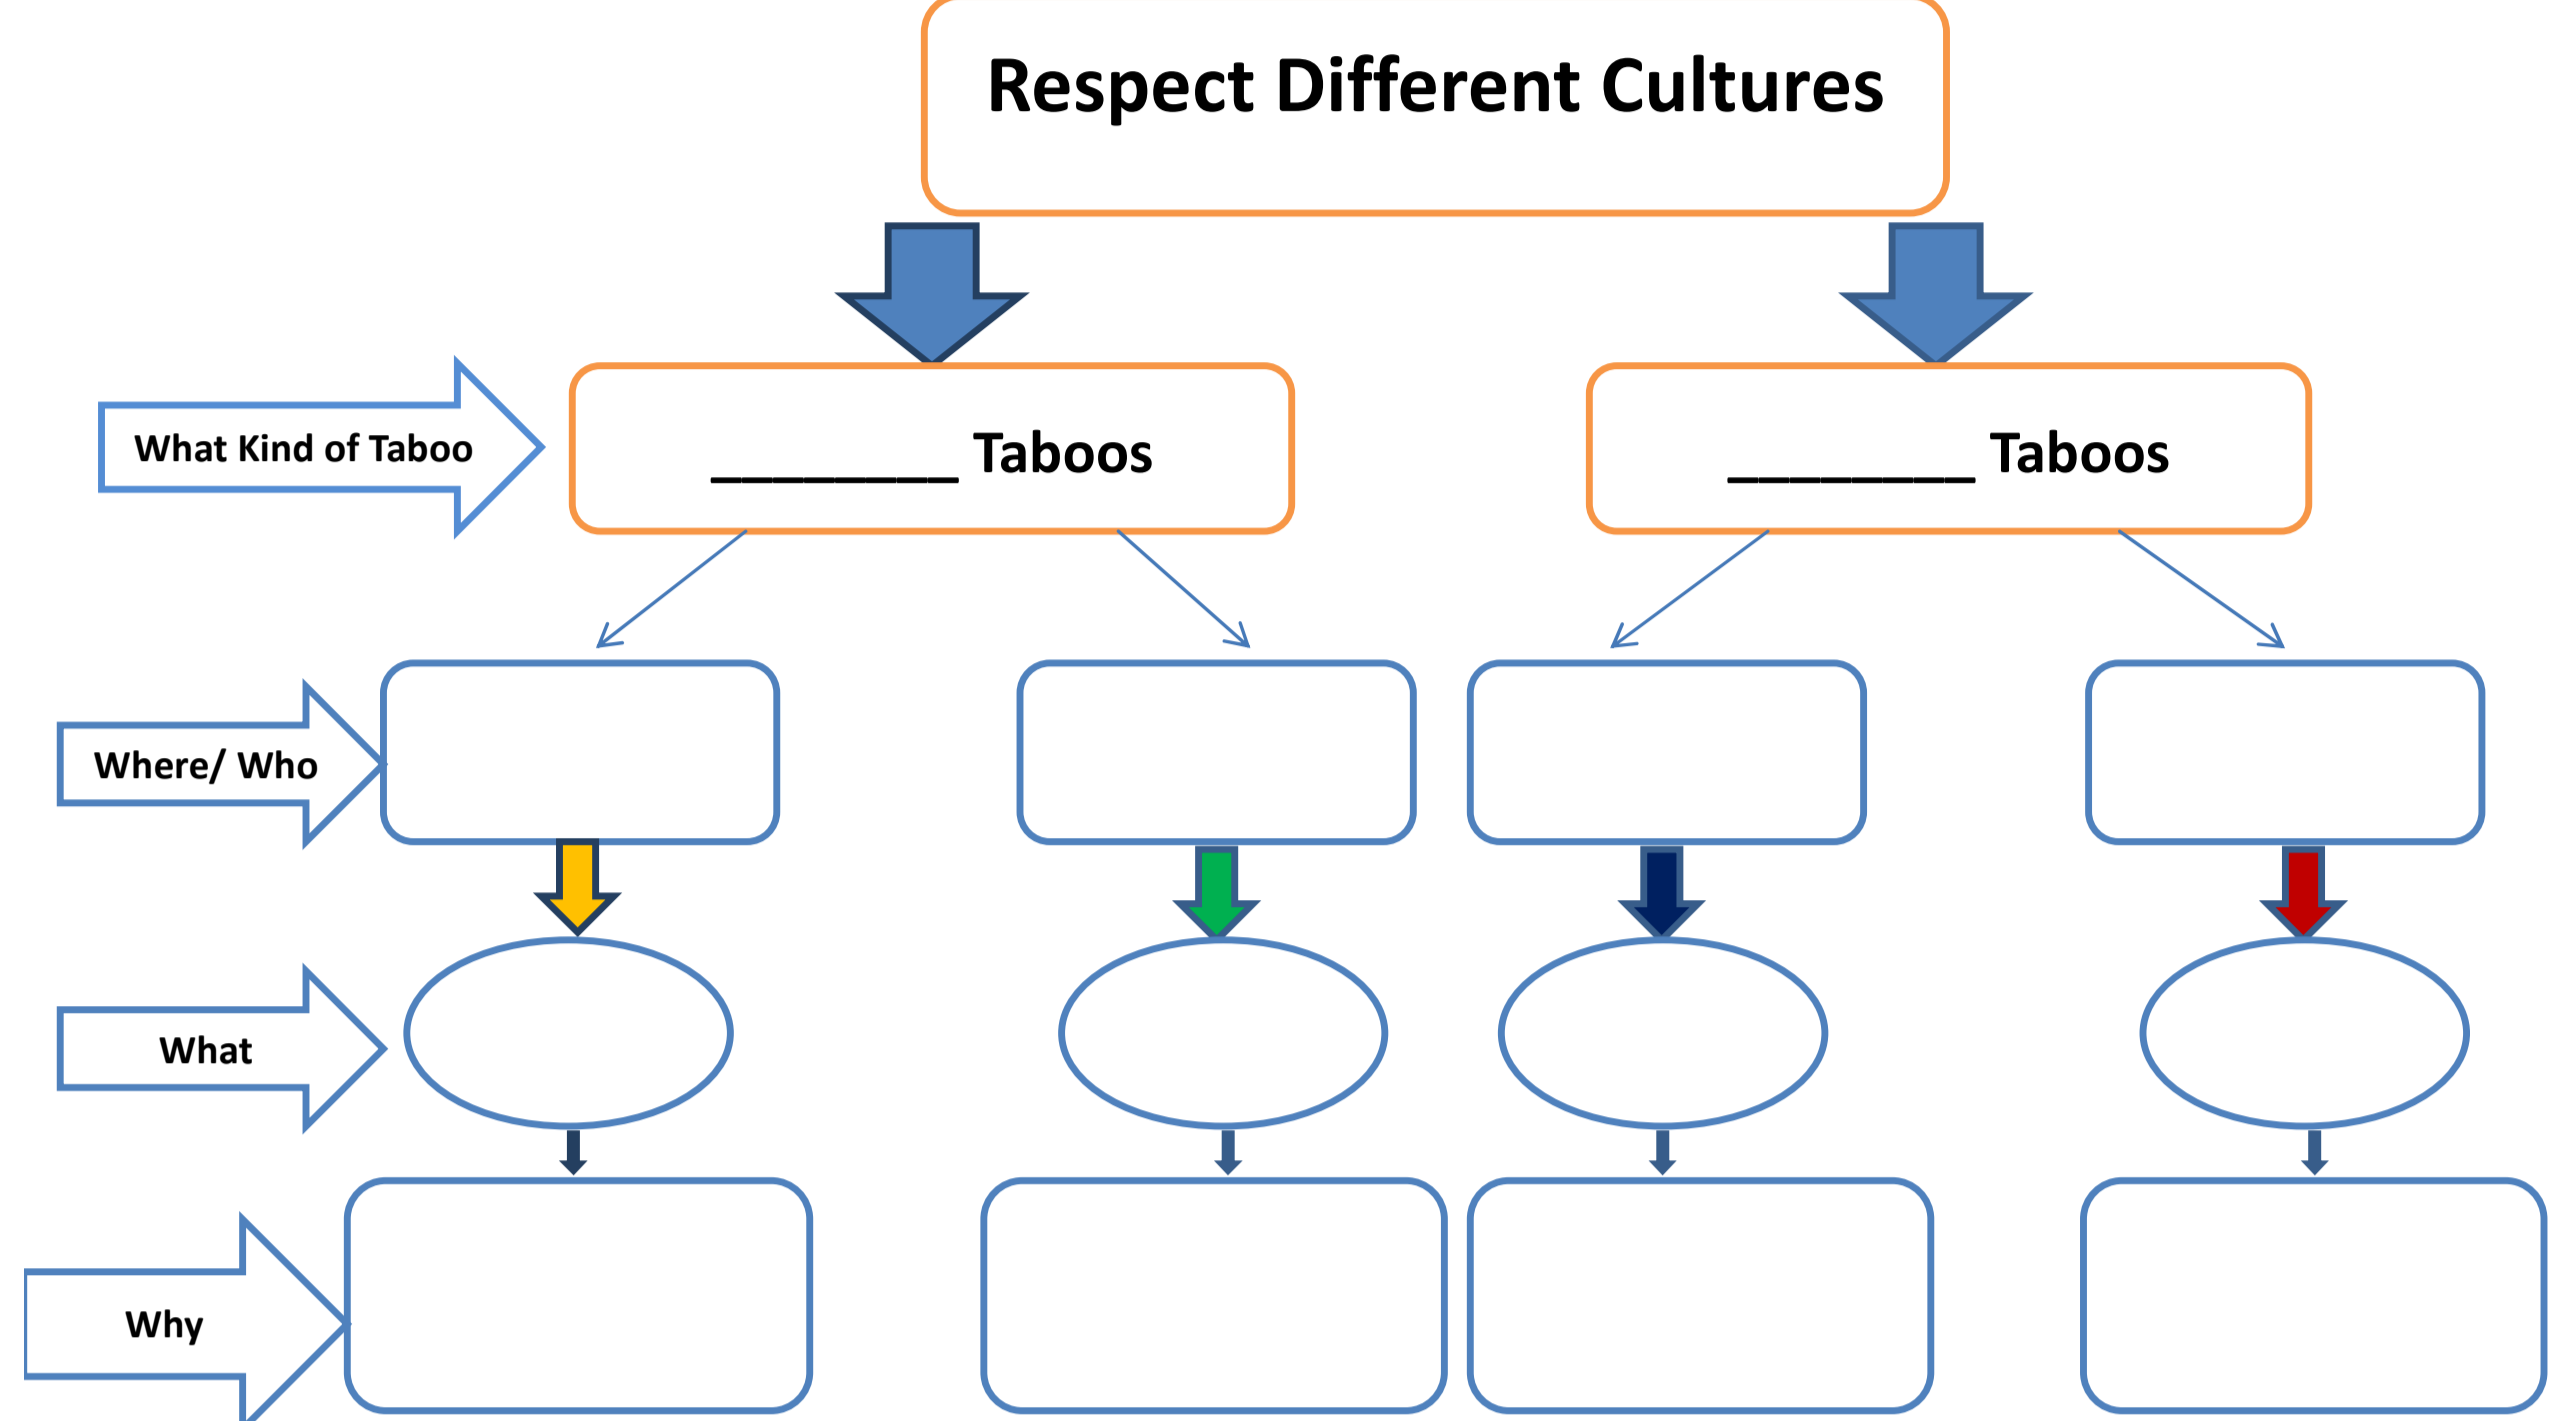 Respect Different Cultures
What Kind of Taboo
________ Taboos
________ Taboos
Where/ Who
What
Why